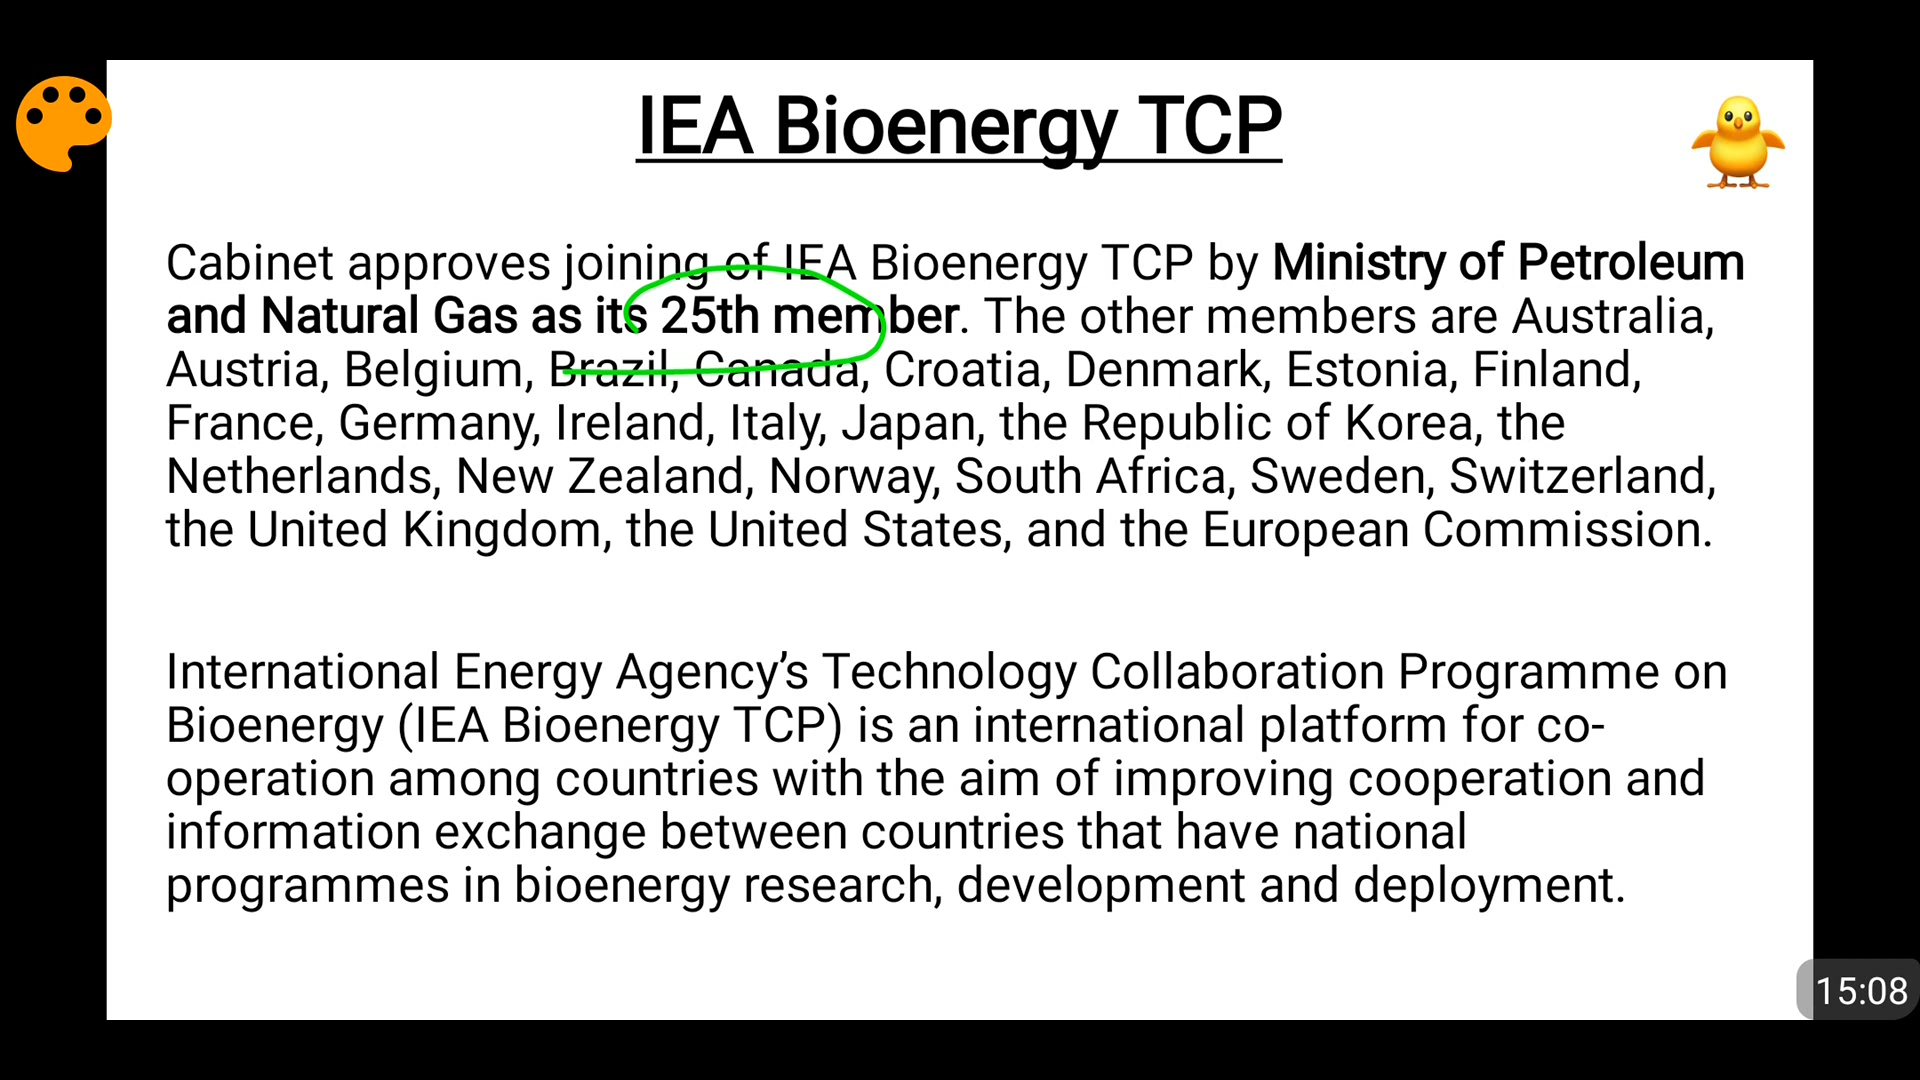 IEA Bioenergy TCP
Cabinet approves joining of IEA Bioenergy TCP by Ministry of Petroleum
and Natural Gas as its 25th member. The other members are Australia,
Austria, Belgium, Brazil, Canada, Croatia, Denmark, Estonia, Finland,
France, Germany, Ireland, Italy, Japan, the Republic of Korea, the
Netherlands, New Zealand, Norway, South Africa, Sweden, Switzerland,
the United Kingdom, the United States, and the European Commission.
International Energy Agency’s Technology Collaboration Programme on
Bioenergy (IEA Bioenergy TCP) is an international platform for co-
operation among countries with the aim of improving cooperation and
information exchange between countries that have national
programmes in bioenergy research, development and deployment.
15:08